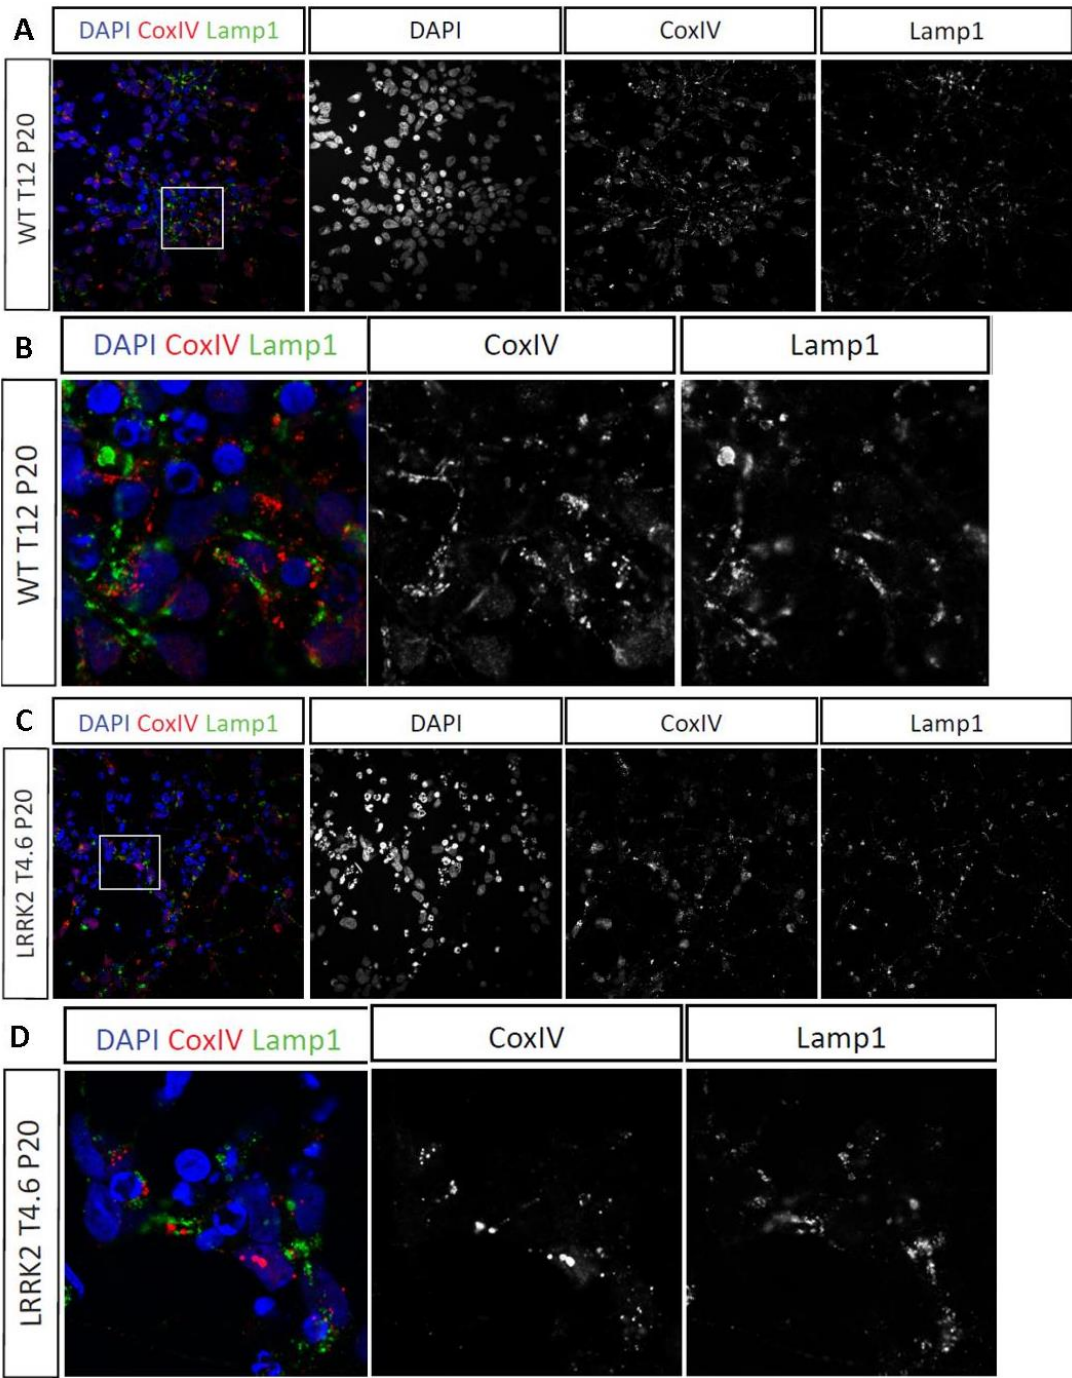 A
DAPI CoxIV Lamp1
DAPI
CoxIV
Lamp1
WT T12 P20
B
DAPI CoxIV Lamp1
CoxIV
Lamp1
WT T12 P20
C
DAPI CoxIV Lamp1
DAPI
CoxIV
Lamp1
LRRK2 T4.6 P20
D
DAPI CoxIV Lamp1
CoxIV
Lamp1
LRRK2 T4.6 P20